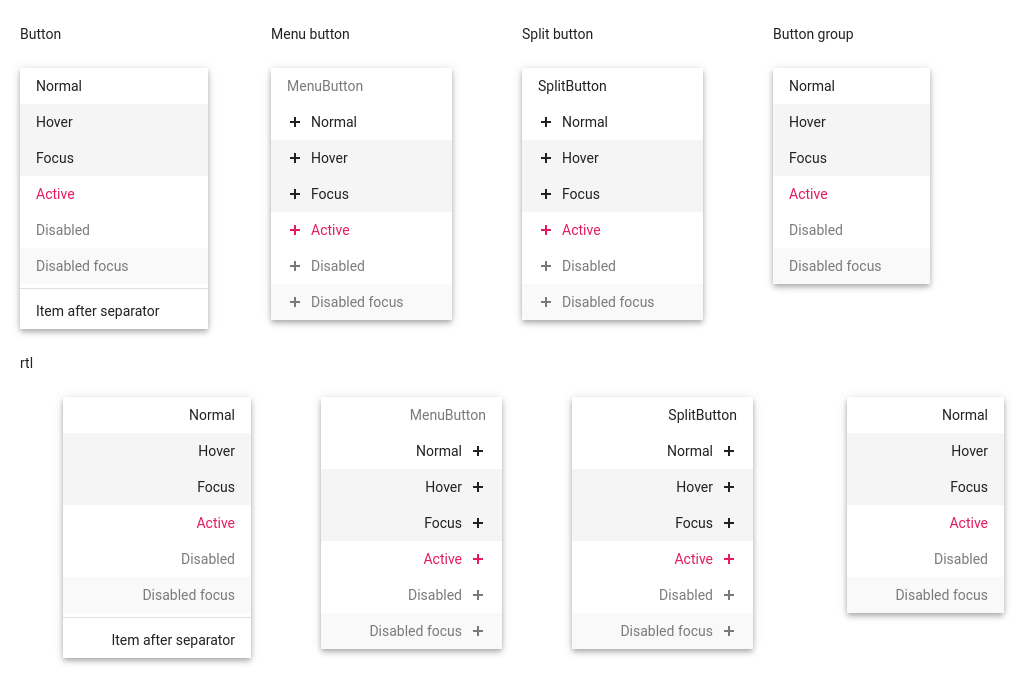 Button
Normal
Hover
Focus
Active
Disabled
Disabled focus
Item after separator
Menu button
MenuButton
Normal
Hover
Focus
Active
Disabled
Disabled focus
Split button
SplitButton
Normal
Hover
Focus
Active
Disabled
Disabled focus
Button group
Normal
Hover
Focus
Active
Disabled
Disabled focus
rtl
Normal
Hover
Focus
Active
Disabled
Disabled focus
Item after separator
MenuButton
Normal
Hover
Focus
Active
Disabled
Disabled focus
SplitButton
Normal
Hover
Focus
Active
Disabled
Disabled focus
Normal
Hover
Focus
Active
Disabled
Disabled focus